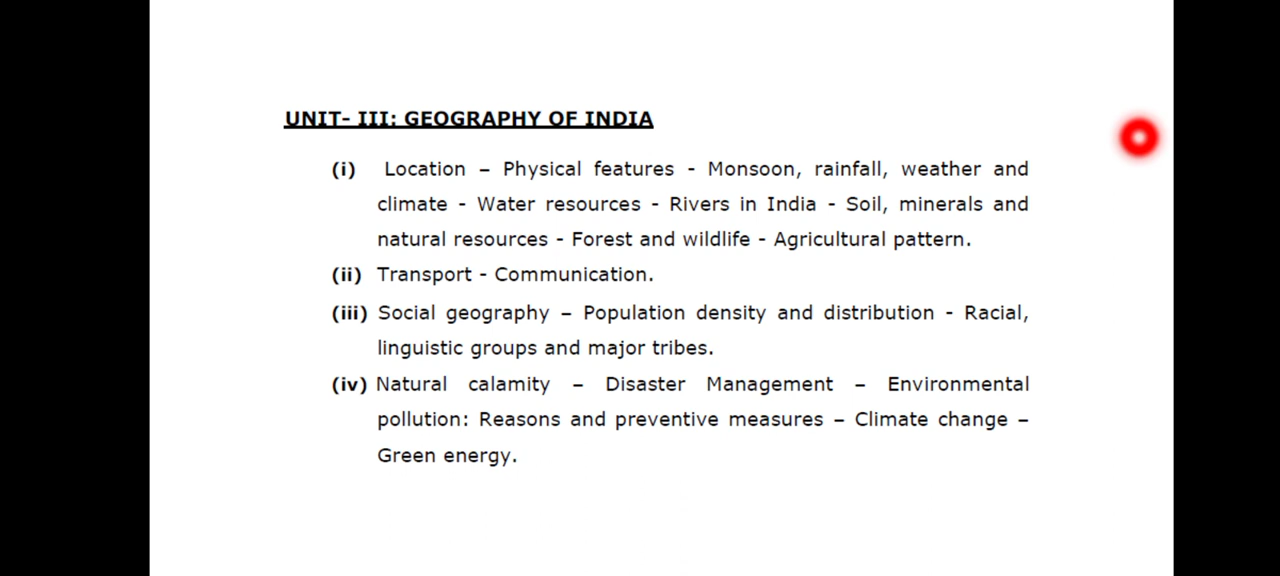 UNIT- III: GEOGRAPHY OF INDIA
(i) Location – Physical features - Monsoon, rainfall, weather and
climate - Water resources - Rivers in India - Soil, minerals and
natural resources - Forest and wildlife - Agricultural pattern.
(ii) Transport - Communication.
(iii) Social geography – Population density and distribution - Racial,
linguistic groups and major tribes.
(iv) Natural calamity – Disaster Management – Environmental
pollution: Reasons and preventive measures – Climate change –
Green energy.